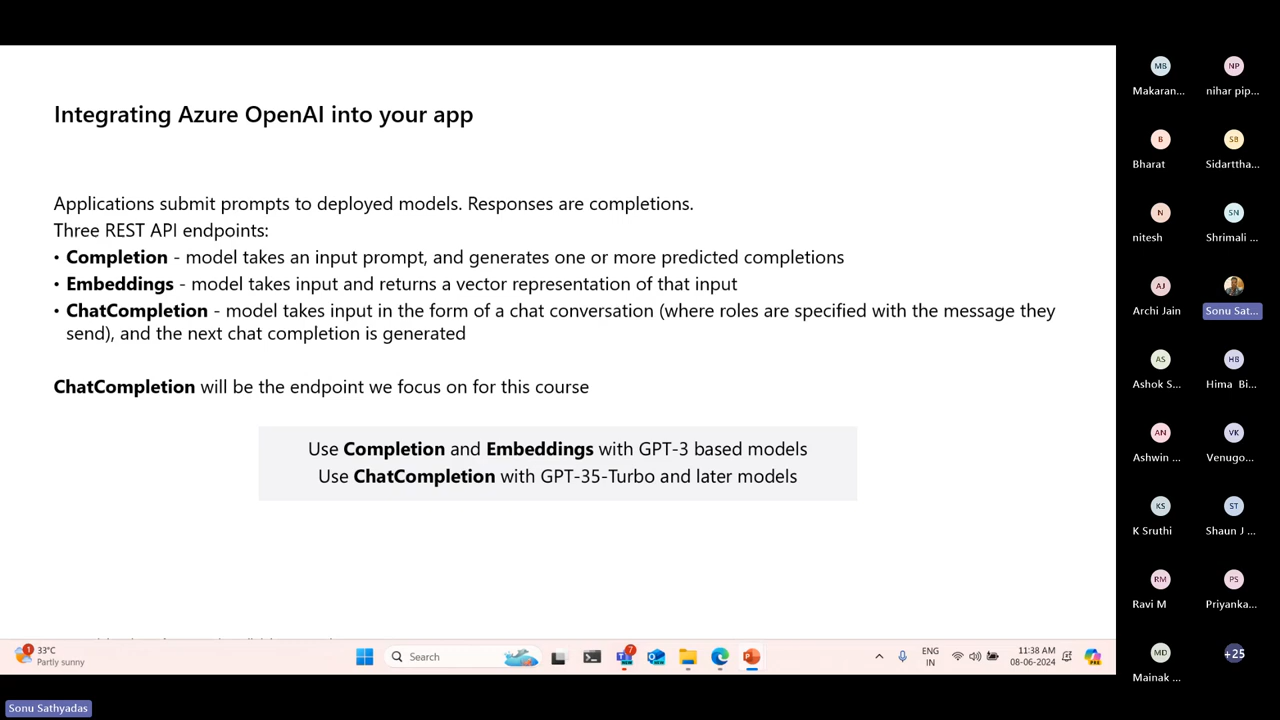 Integrating Azure OpenAI into your app
Applications submit prompts to deployed models. Responses are completions.
Three REST API endpoints:
• Completion - model takes an input prompt, and generates one or more predicted completions
• Embeddings - model takes input and returns a vector representation of that input
• ChatCompletion - model takes input in the form of a chat conversation (where roles are specified with the message they
send), and the next chat completion is generated
ChatCompletion will be the endpoint we focus on for this course
Use Completion and Embeddings with GPT-3 based models
Use ChatCompletion with GPT-35-Turbo and later models
MB NP
Makaran... nihar pip...
B SB
Bharat Sidarttha...
N SN
nitesh Shrimali ...
AJ
Archi Jain Sonu Sat...
AS HB
Ashok S... Hima Bi...
AN VK
Ashwin ... Venugo...
KS ST
K Sruthi Shaun J ...
RM PS
Ravi M Priyanka...
MD +25
Mainak ...
1 33°C
Partly sunny
Search
7
ENG
IN
11:38 AM
08-06-2024
PRE
Sonu Sathyadas